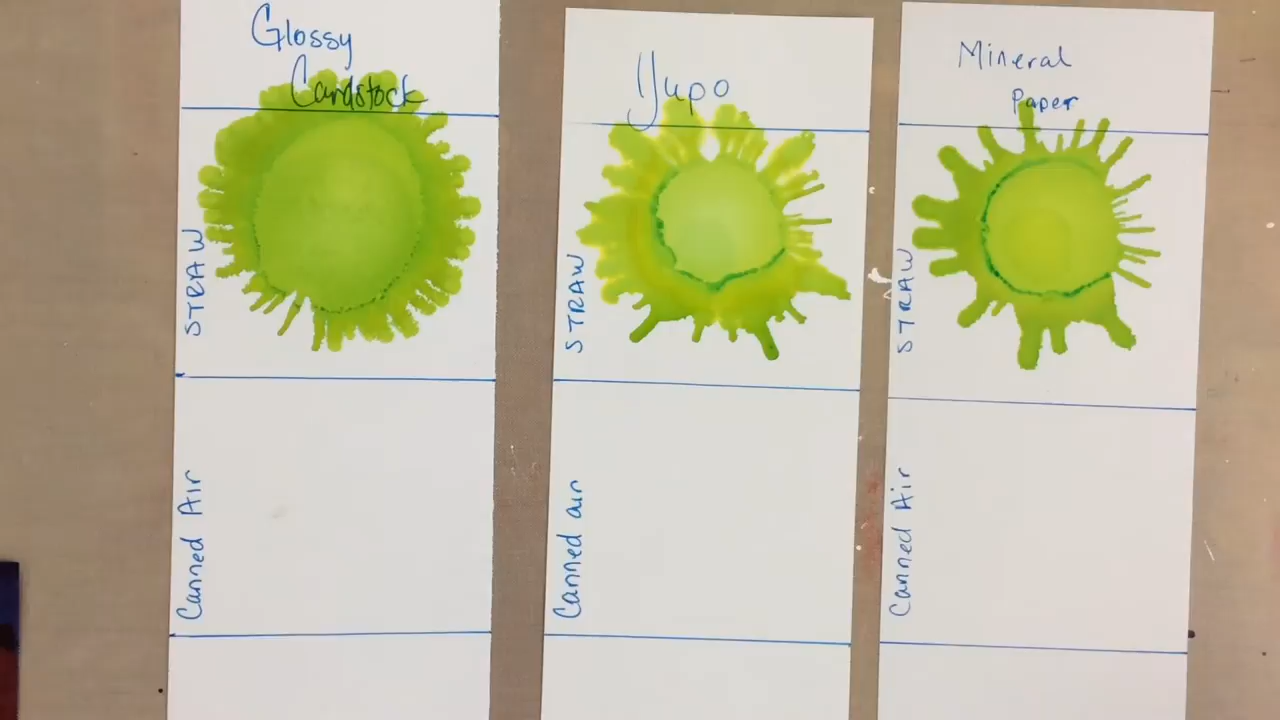 Glossy
Cardstock
STRAW
Canned Air
Yupo
STRAW
Canned air
Mineral
Paper
STRAW
Canned Air